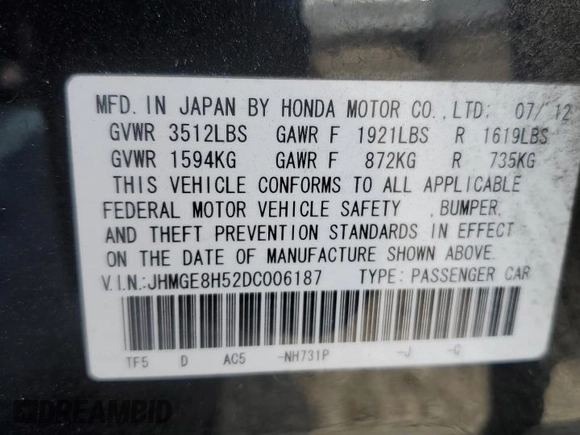 MFD. IN JAPAN BY HONDA MOTOR CO.,LTD: 07/12
GVWR 3512LBS GAWR F 1921LBS R 1619LBS
GVWR 1594KG GAWR F 872KG R 735KG
THIS VEHICLE CONFORMS TO ALL APPLICABLE
FEDERAL MOTOR VEHICLE SAFETY ,BUMPER,
AND THEFT PREVENTION STANDARDS IN EFFECT
ON THE DATE OF MANUFACTURE SHOWN ABOVE.
V.I.N.:JHMGE8H52DC006187 TYPE: PASSENGER CAR
TF5 D AC5 -NH731P -J -C
DREAMBID